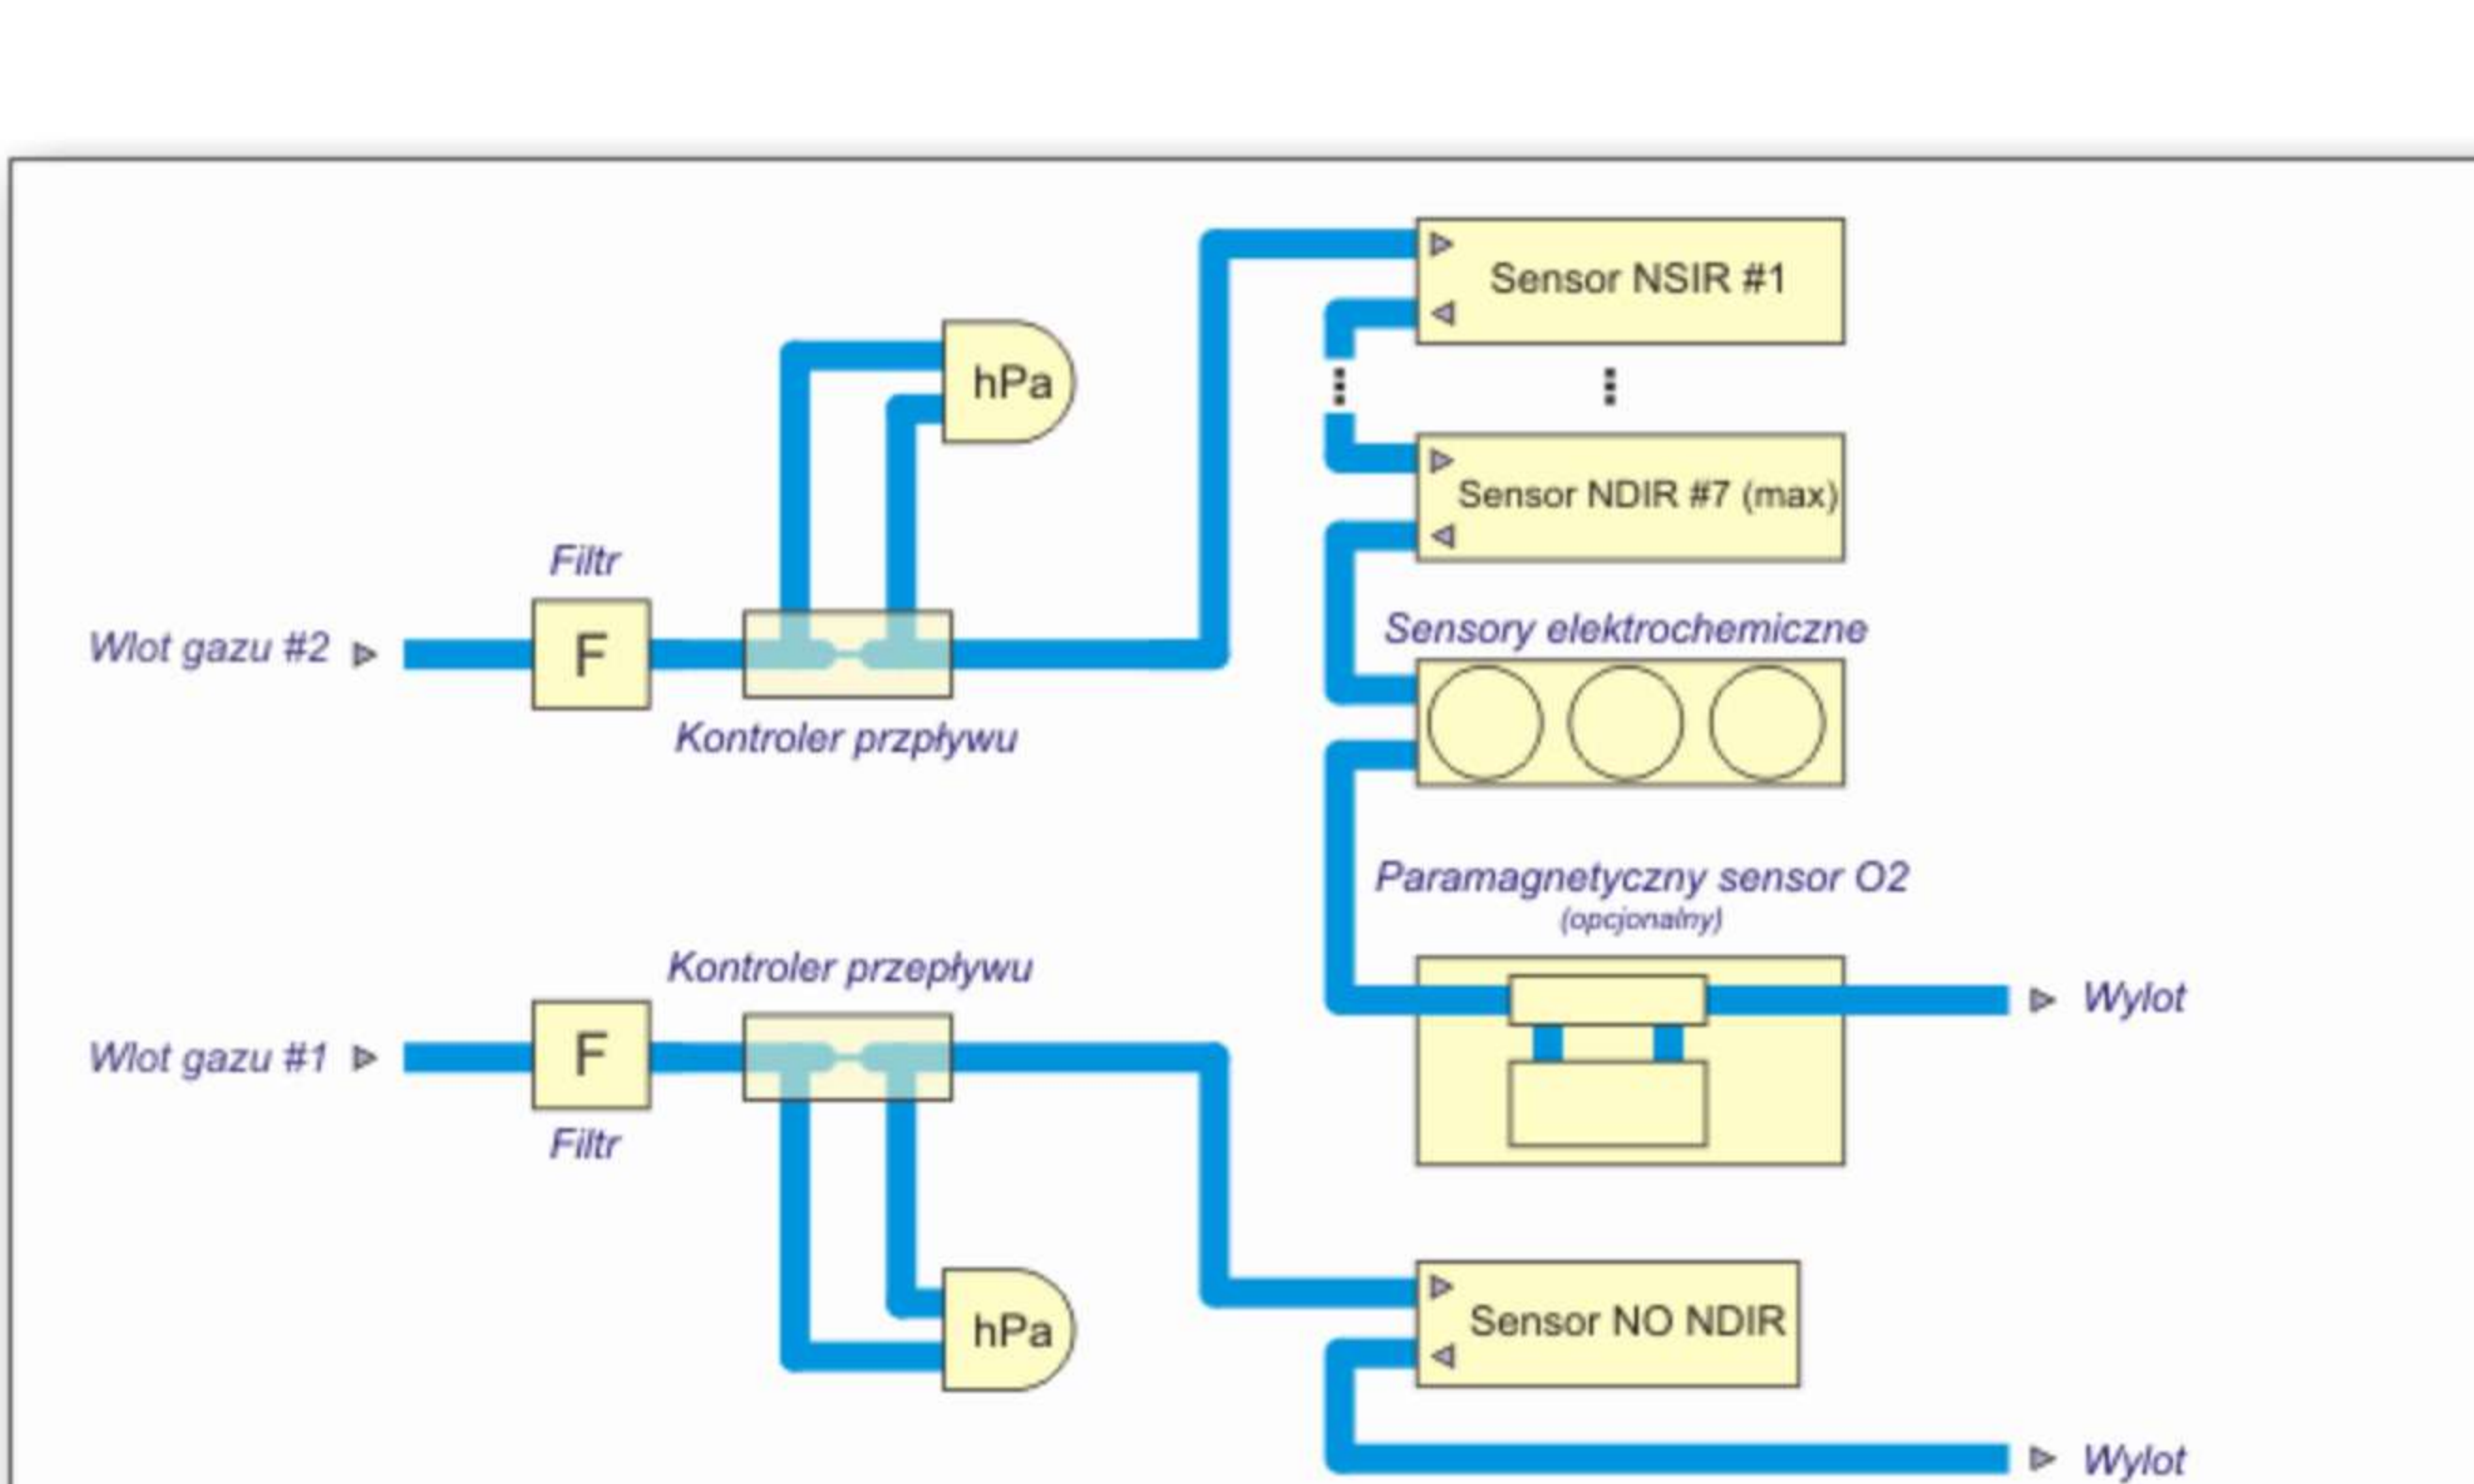 Sensor NSIR #1
hPa
Sensor NDIR #7 (max)
Filtr
Sensory elektrochemiczne
Wlot gazu #2
F
Kontroler przpływu
Paramagnetyczny sensor O2
(opcjonalny)
Kontroler przepływu
Wylot
Wlot gazu #1
F
Filtr
hPa
Sensor NO NDIR
Wylot